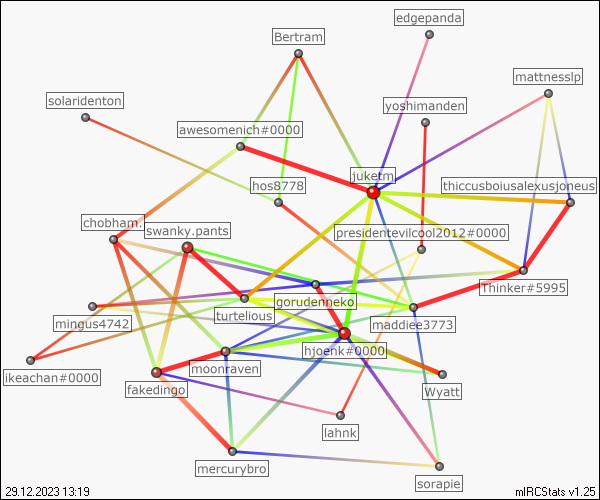 edgepanda
Bertram
mattnesslp
solaridenton
yoshimanden
awesomenich#0000
juketm
hos8778
thiccusboiusalexusjoneus
chobham.
swanky.pants
presidentevilcool2012#0000
Thinker#5995
gorudenneko
turtelious
mingus4742
maddiee3773
hjoenk#0000
moonraven
ikeachan#0000
fakedingo
Wyatt
lahnk
mercurybro
sorapie
29.12.2023 13:19
mIRCStats v1.25